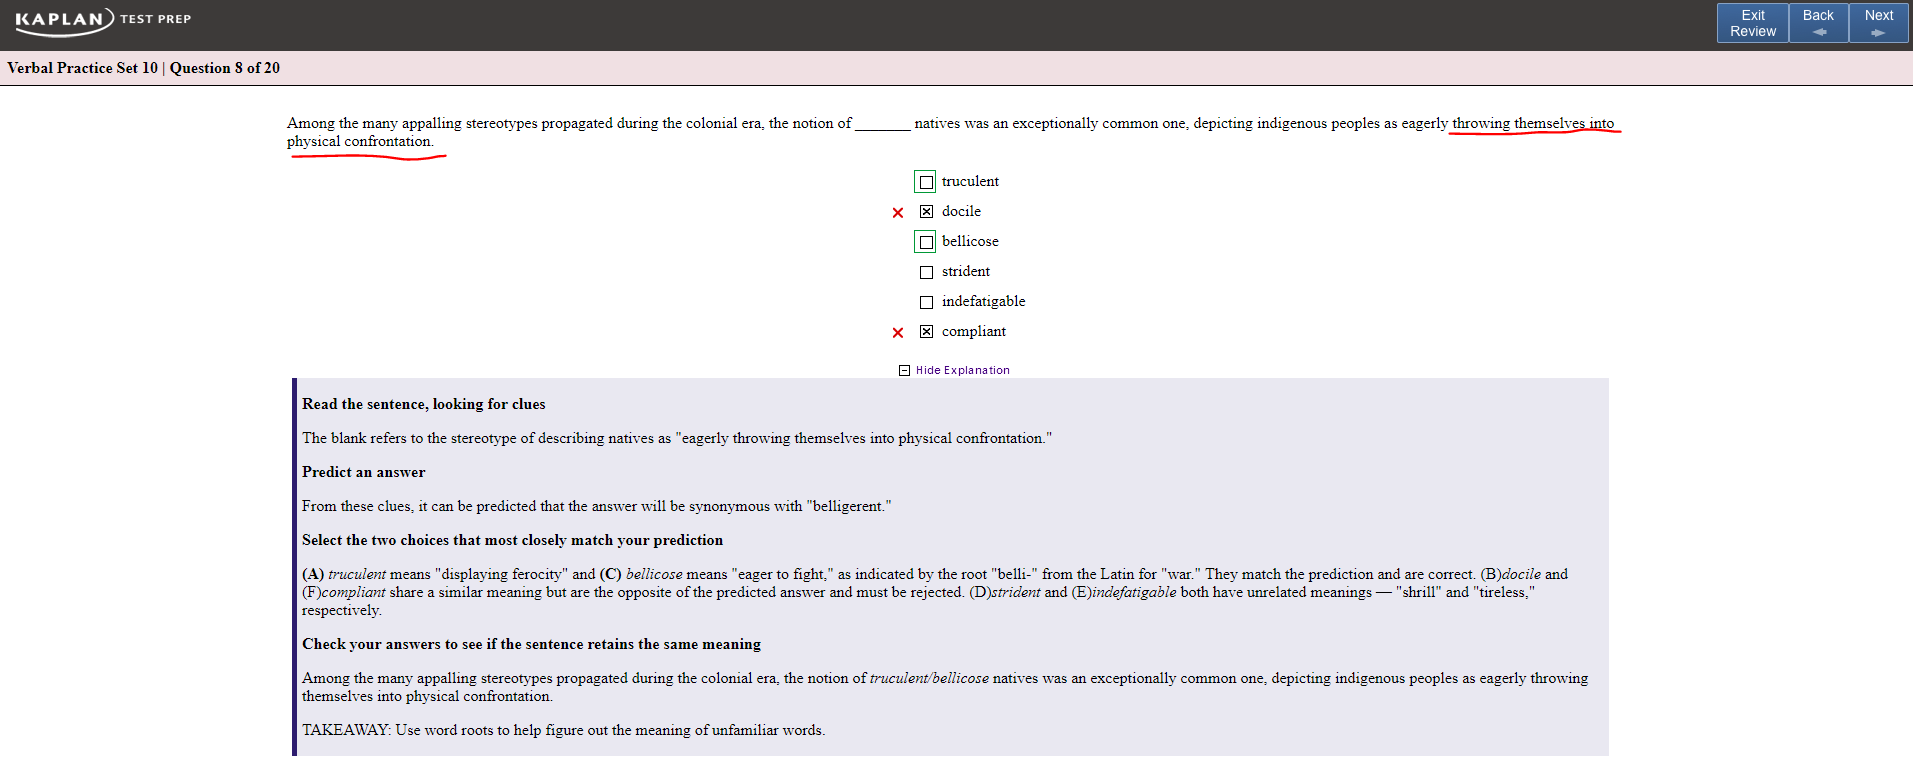 KAPLAN TEST PREP
Exit Review
Back
Next
Verbal Practice Set 10 | Question 8 of 20
Among the many appalling stereotypes propagated during the colonial era, the notion of _______ natives was an exceptionally common one, depicting indigenous peoples as eagerly throwing themselves into
physical confrontation.
truculent
docile
bellicose
strident
indefatigable
compliant
Hide Explanation
Read the sentence, looking for clues
The blank refers to the stereotype of describing natives as "eagerly throwing themselves into physical confrontation."
Predict an answer
From these clues, it can be predicted that the answer will be synonymous with "belligerent."
Select the two choices that most closely match your prediction
(A) truculent means "displaying ferocity" and (C) bellicose means "eager to fight," as indicated by the root "belli-" from the Latin for "war." They match the prediction and are correct. (B)docile and
(F)compliant share a similar meaning but are the opposite of the predicted answer and must be rejected. (D)strident and (E)indefatigable both have unrelated meanings — "shrill" and "tireless,"
respectively.
Check your answers to see if the sentence retains the same meaning
Among the many appalling stereotypes propagated during the colonial era, the notion of truculent/bellicose natives was an exceptionally common one, depicting indigenous peoples as eagerly throwing
themselves into physical confrontation.
TAKEAWAY: Use word roots to help figure out the meaning of unfamiliar words.